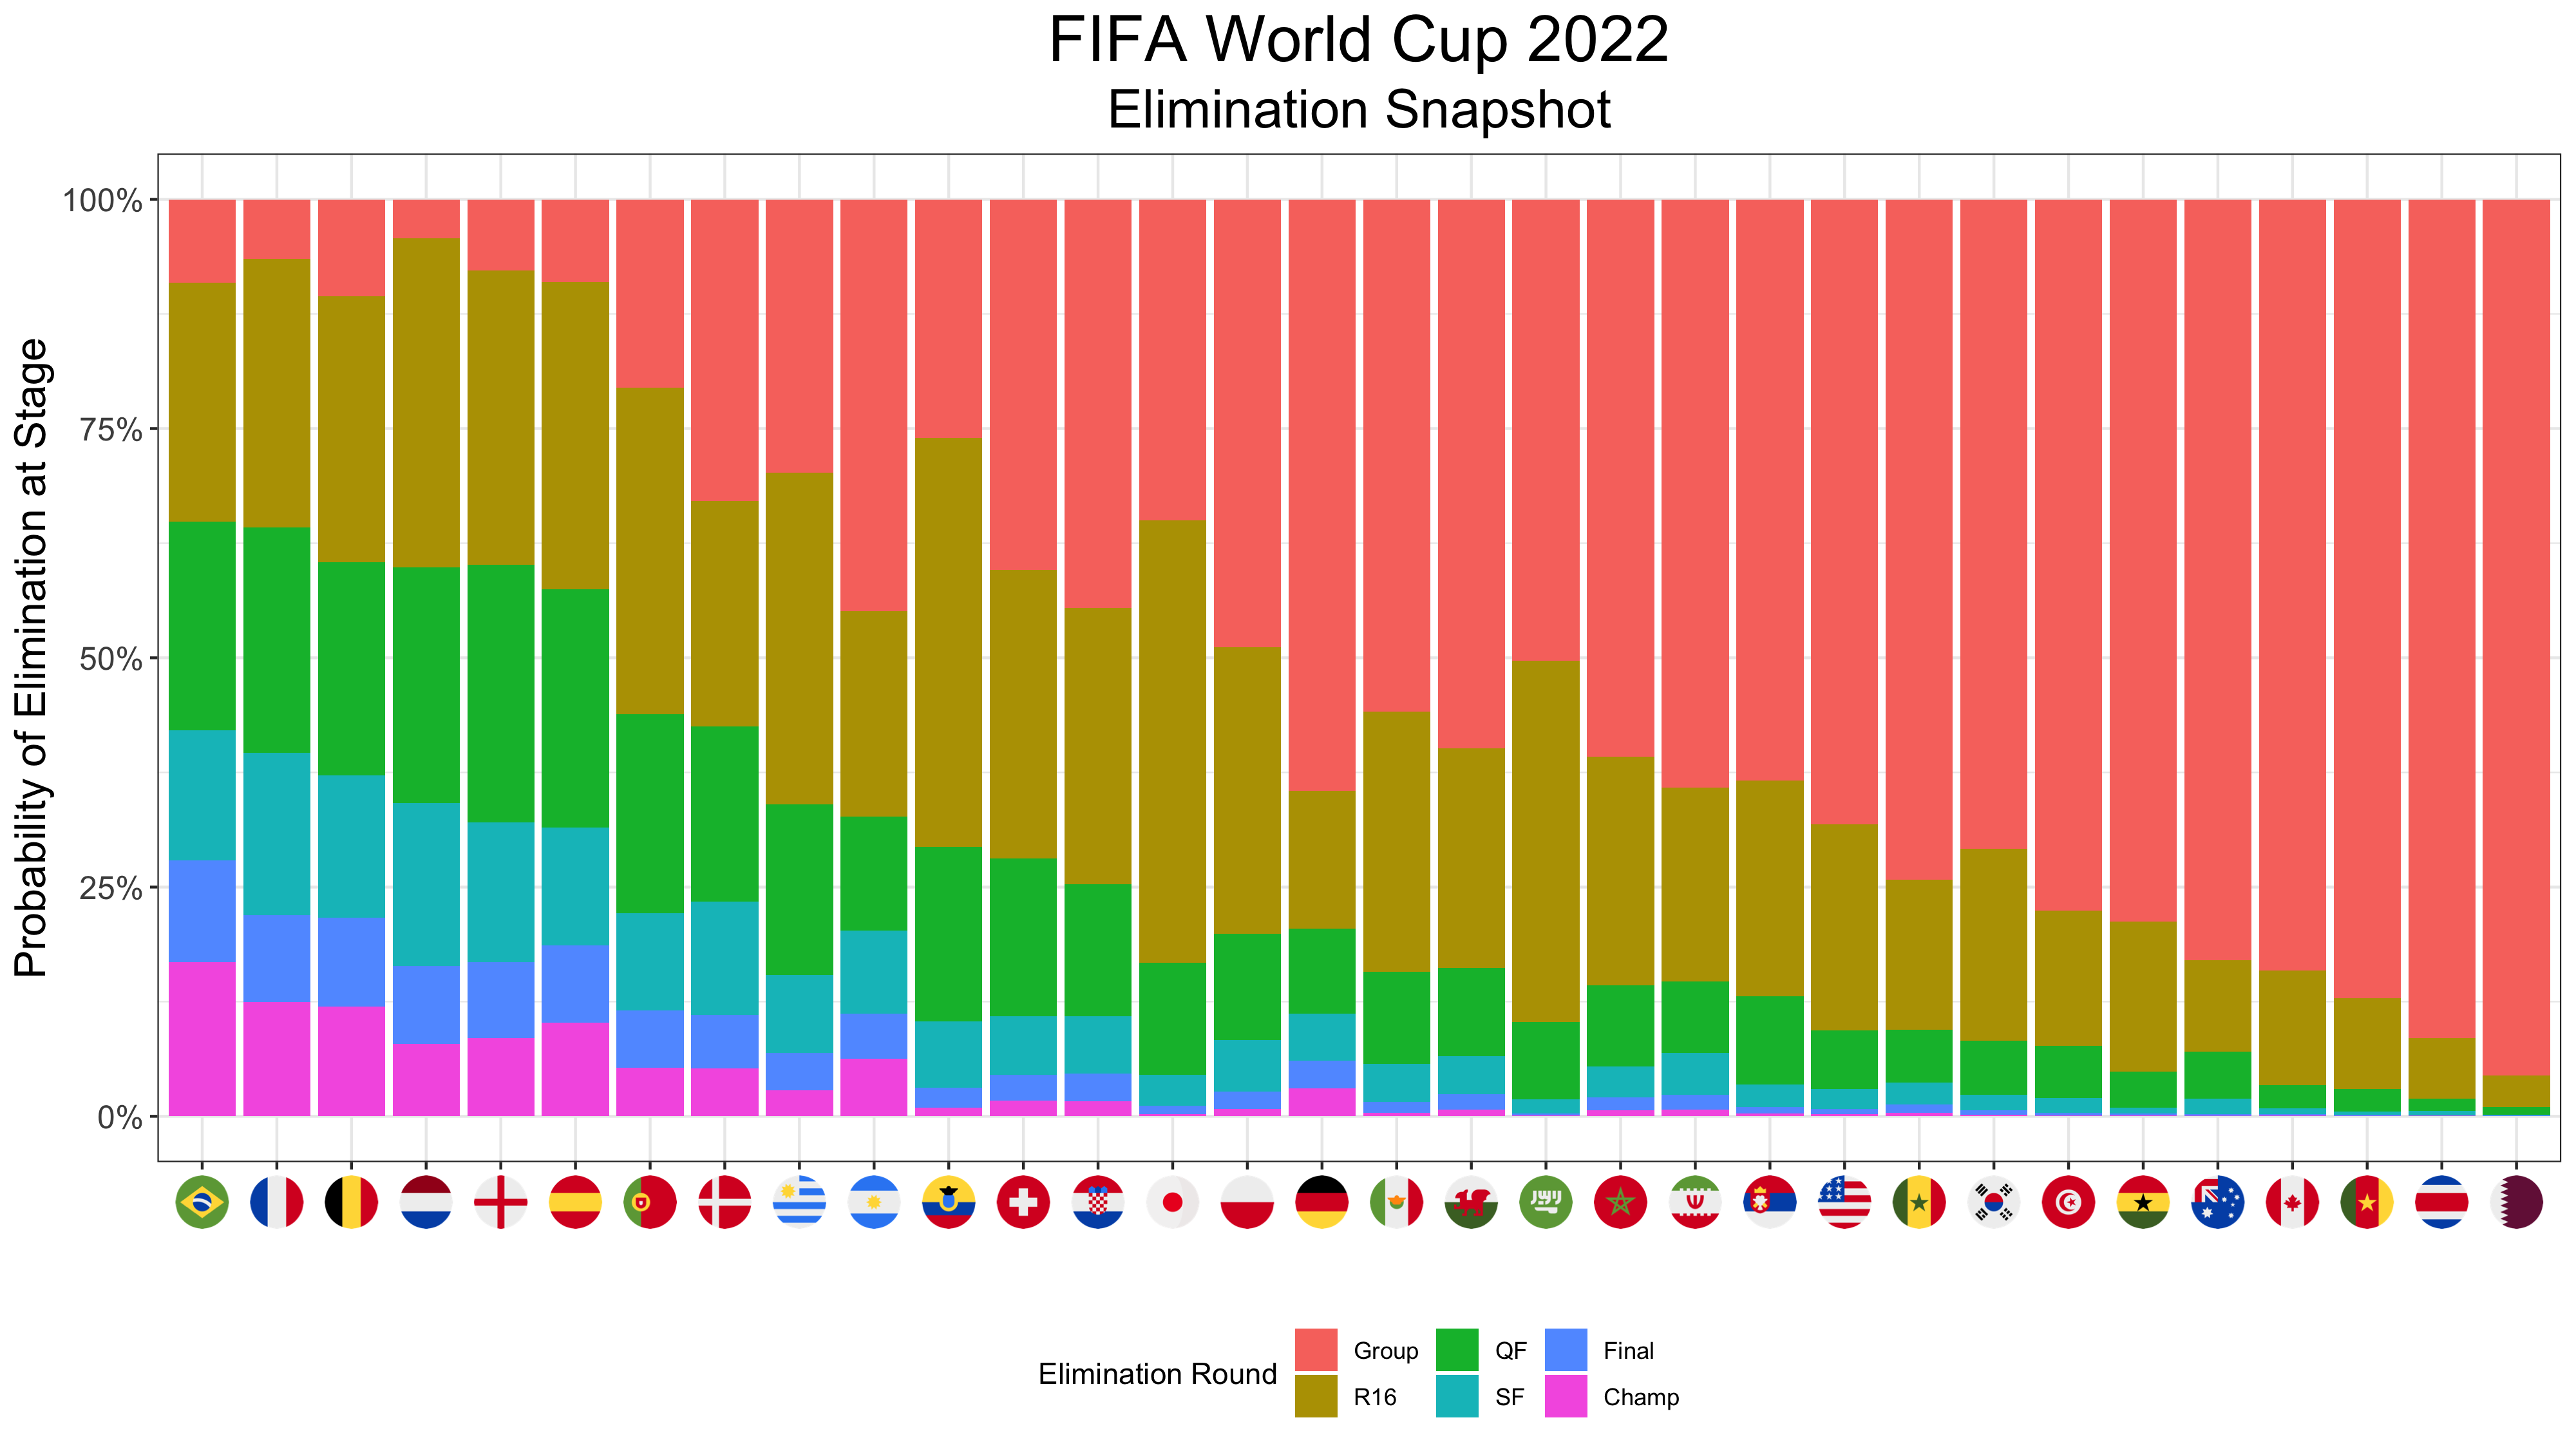 FIFA World Cup 2022
Elimination Snapshot
Probability of Elimination at Stage
100%
75%
50%
25%
0%
Elimination Round
Group
QF
Final
R16
SF
Champ